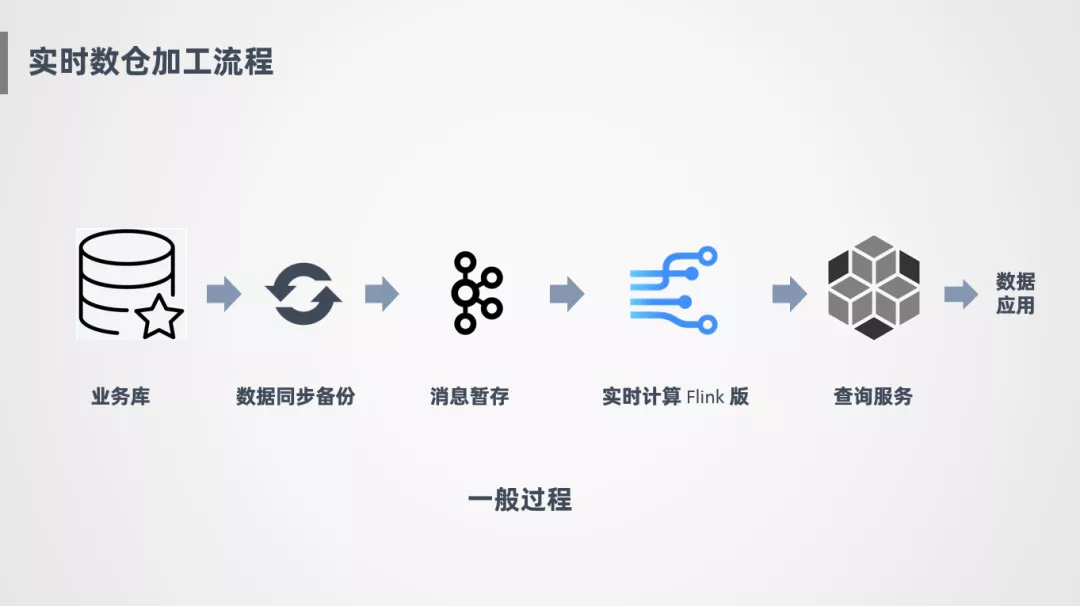 实时数仓加工流程
数据
应用
业务库
数据同步备份
消息暂存
实时计算 Flink 版
查询服务
一般过程